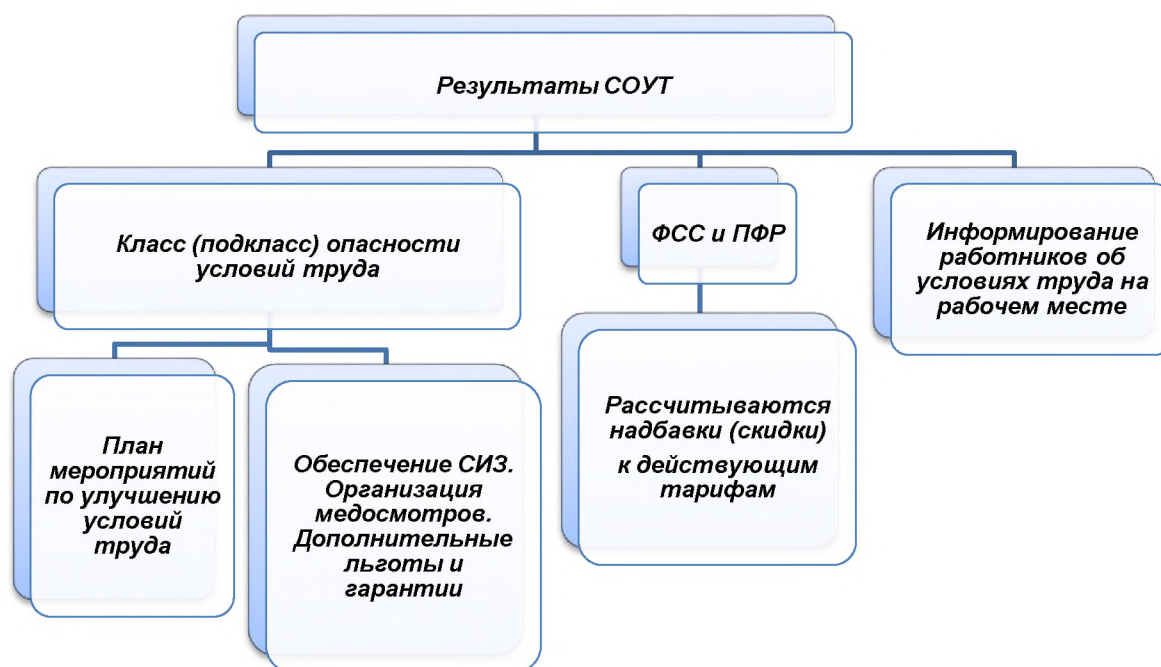 Результаты СОУТ
Класс (подкласс) опасности
условий труда
ФСС и ПФР
Информирование
работников об
условиях труда на
рабочем месте
План
мероприятий
по улучшению
условий
труда
Обеспечение СИЗ.
Организация
медосмотров.
Дополнительные
льготы и
гарантии
Рассчитываются
надбавки (скидки)
к действующим
тарифам